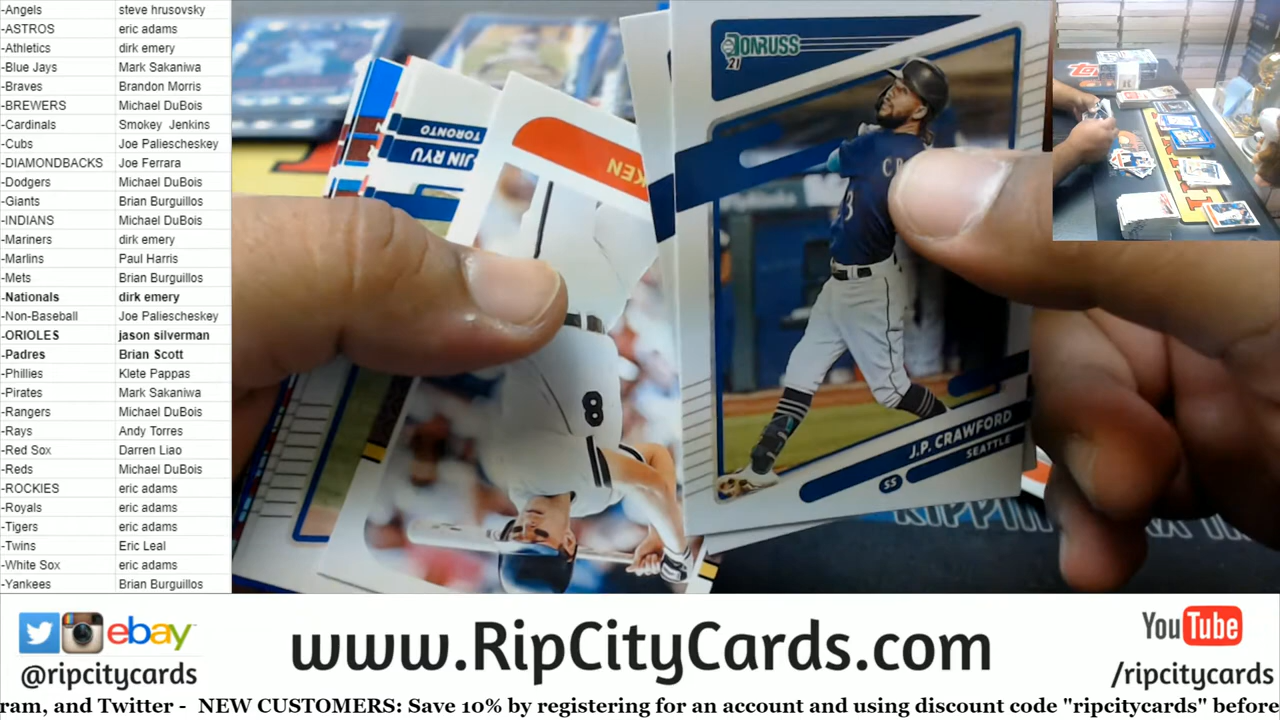 -Angels steve hrusovsky
-ASTROS eric adams
-Athletics dirk emery
-Blue Jays Mark Sakaniwa
-Braves Brandon Morris
-BREWERS Michael DuBois
-Cardinals Smokey Jenkins
-Cubs Joe Paliescheskey
-DIAMONDBACKS Joe Ferrara
-Dodgers Michael DuBois
-Giants Brian Burguillos
-INDIANS Michael DuBois
-Mariners dirk emery
-Marlins Paul Harris
-Mets Brian Burguillos
-Nationals dirk emery
-Non-Baseball Joe Paliescheskey
-ORIOLES jason silverman
-Padres Brian Scott
-Phillies Klete Pappas
-Pirates Mark Sakaniwa
-Rangers Michael DuBois
-Rays Andy Torres
-Red Sox Darren Liao
-Reds Michael DuBois
-ROCKIES eric adams
-Royals eric adams
-Tigers eric adams
-Twins Eric Leal
-White Sox eric adams
-Yankees Brian Burguillos
DONRUSS
21
TORONTO
JIN RYU
KEN
8
3
J.P. CRAWFORD
SEATTLE
SS
ebay
@ripcitycards
www.RipCityCards.com
YouTube
/ripcitycards
ram, and Twitter - NEW CUSTOMERS: Save 10% by registering for an account and using discount code "ripcitycards" before